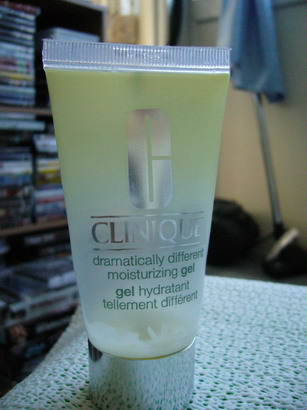 CLINIQUE
dramatically different
moisturizing gel
gel hydratant
tellement différent